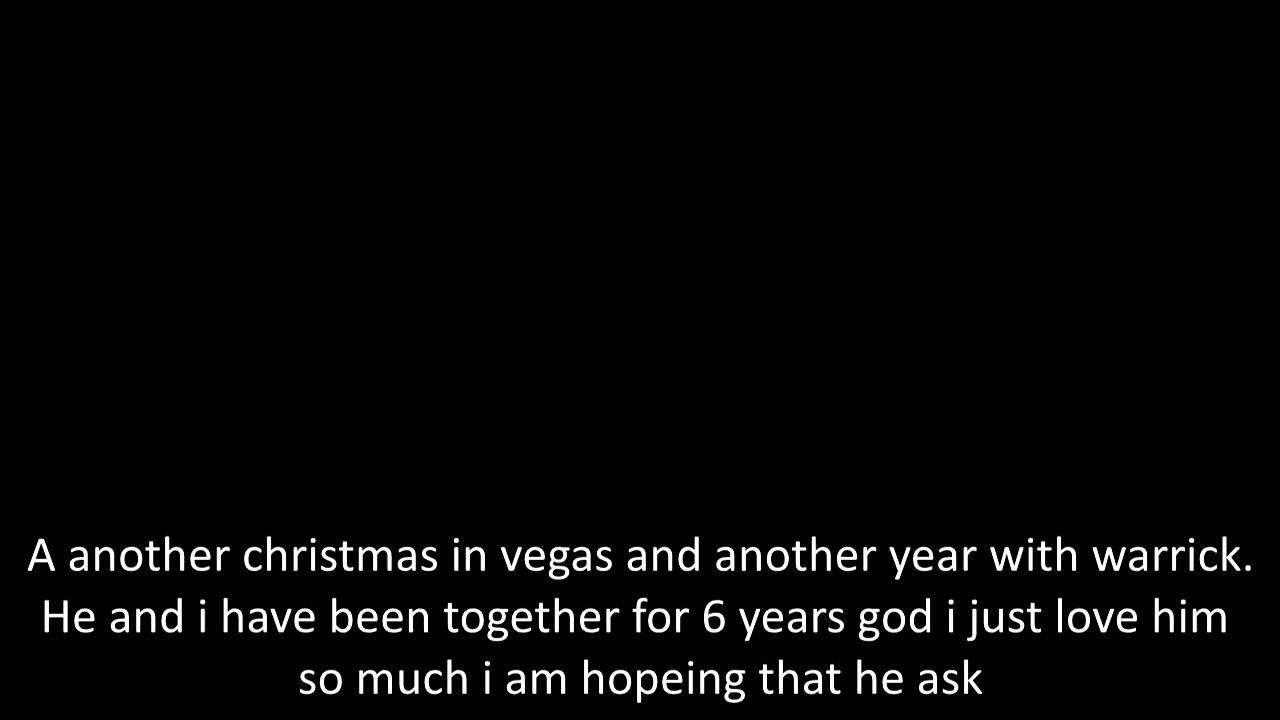 A another christmas in vegas and another year with warrick.
He and i have been together for 6 years god i just love him
so much i am hopeing that he ask